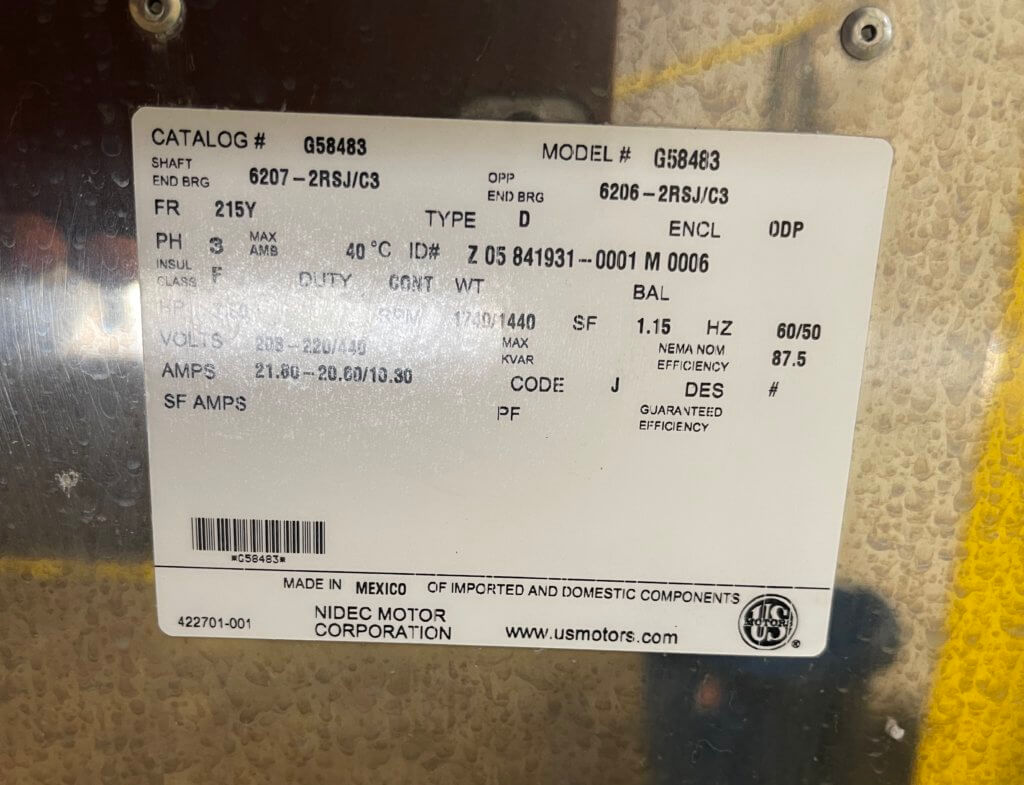 CATALOG # G58483 MODEL # G58483
SHAFT END BRG 6207-2RSJ/C3 OPP END BRG 6206-2RSJ/C3
FR 215Y TYPE D ENCL ODP
PH 3 MAX AMB 40 °C ID# Z 05 841931-0001 M 0006
INSUL CLASS F DUTY CONT WT BAL
HP RPM 1740/1440 SF 1.15 HZ 60/50
VOLTS 208-220/440 MAX KVAR NEMA NOM EFFICIENCY 87.5
AMPS 21.80-20.60/10.30 CODE J DES #
SF AMPS PF GUARANTEED EFFICIENCY
*G58483*
MADE IN MEXICO OF IMPORTED AND DOMESTIC COMPONENTS
422701-001 NIDEC MOTOR CORPORATION www.usmotors.com US MOTORS ®